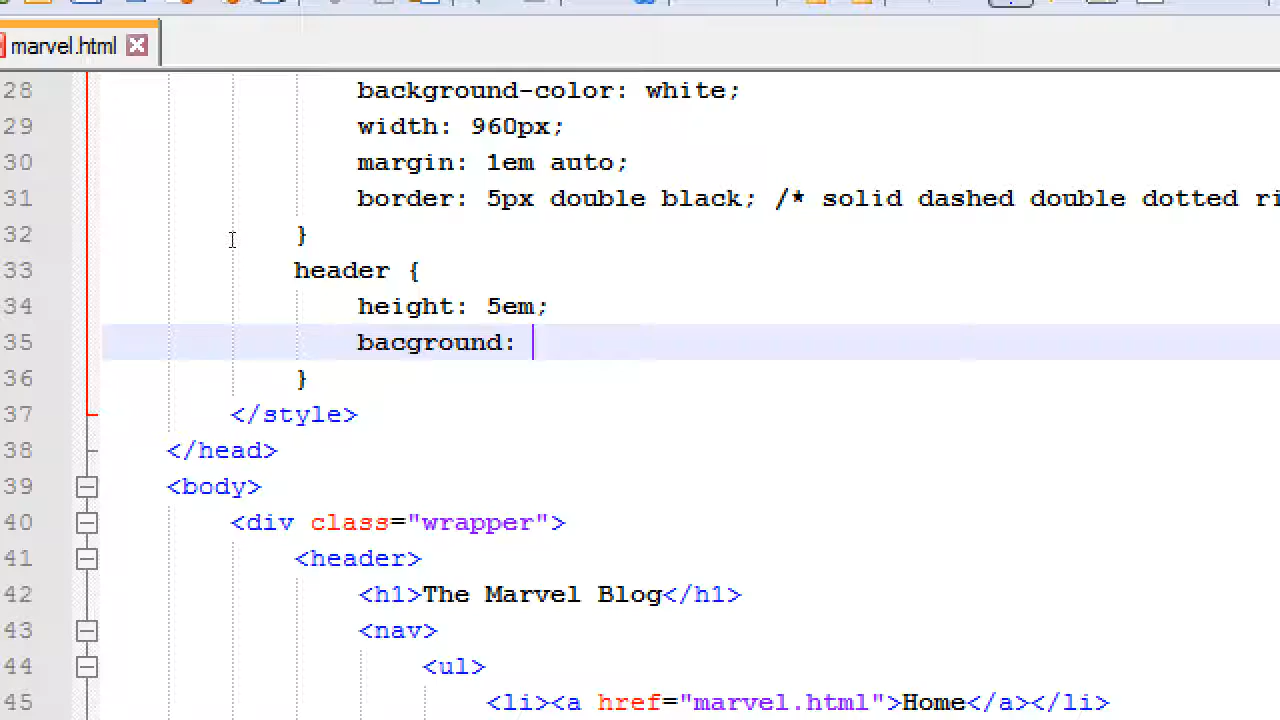 marvel.html
28 background-color: white;
29 width: 960px;
30 margin: 1em auto;
31 border: 5px double black; /* solid dashed double dotted
32 }
33 header {
34 height: 5em;
35 bacground:
36 }
37 </style>
38 </head>
39 <body>
40 <div class="wrapper">
41 <header>
42 <h1>The Marvel Blog</h1>
43 <nav>
44 <ul>
45 <li><a href="marvel.html">Home</a></li>